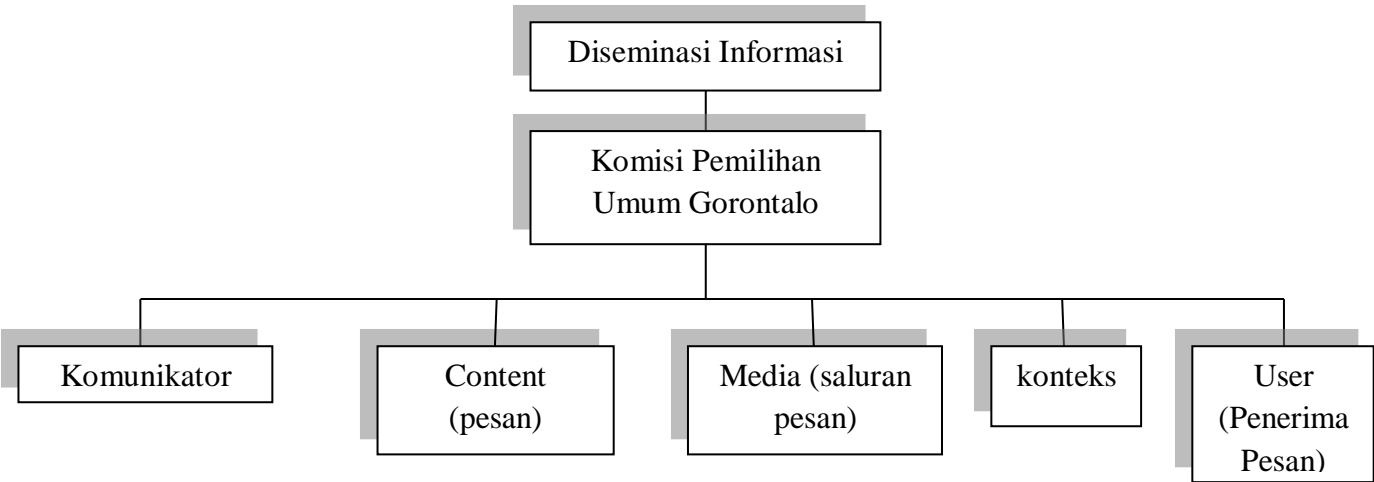 Diseminasi Informasi
Komisi Pemilihan
Umum Gorontalo
Komunikator
Content
(pesan)
Media (saluran
pesan)
konteks
User
(Penerima
Pesan)